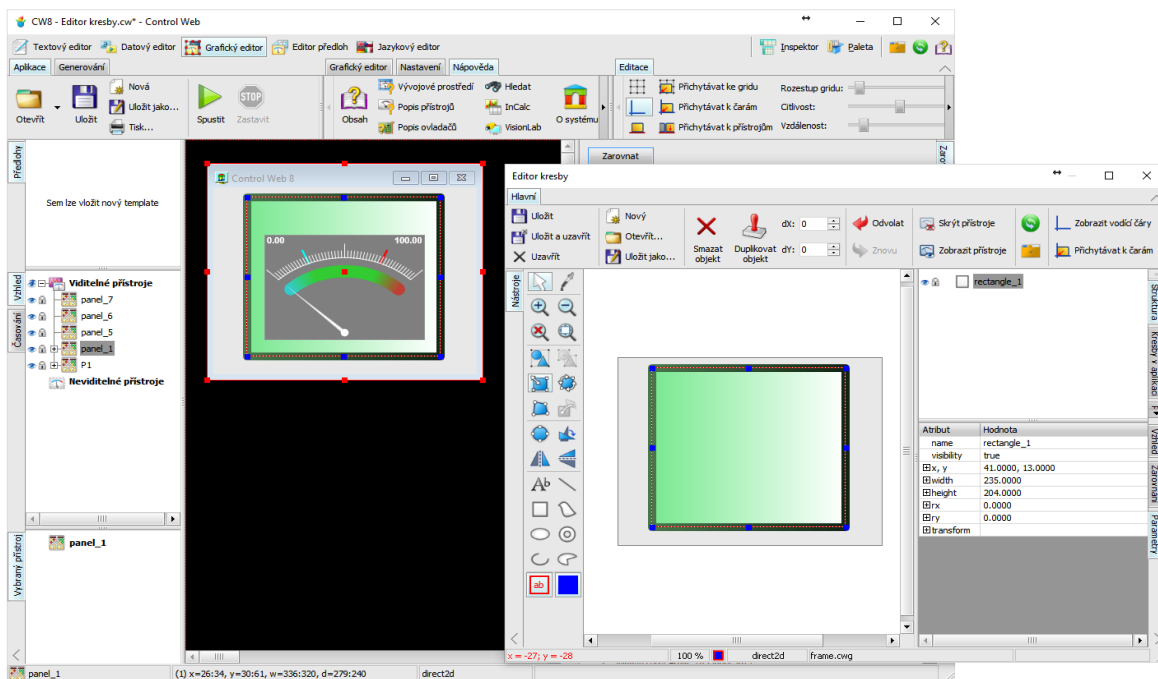 CW8 - Editor kresby.cw* - Control Web
Textový editor Datový editor Grafický editor Editor předloh Jazykový editor Inspektor Paleta
Aplikace Generování Grafický editor Nastavení Nápověda Editace
Otevřít
Uložit
Nová
Uložit jako...
Tisk...
Spustit
STOP
Zastavit
Obsah
Vývojové prostředí
Popis přístrojů
Popis ovladačů
Hledat
InCalc
VisionLab
O systému
Přichytávat ke gridu
Přichytávat k čarám
Přichytávat k přístrojům
Rozestup gridu:
Citlivost:
Vzdálenost:
Předlohy
Sem lze vložit nový template
Vzhled
Časování
Viditelné přístroje
panel_7
panel_6
panel_5
panel_1
P1
Neviditelné přístroje
Vybraný přístroj
panel_1
Control Web 8
0.00 100.00
Zarovnat
Editor kresby
Hlavní
Uložit
Uložit a uzavřít
Uzavřít
Nový
Otevřít...
Uložit jako...
Smazat objekt
Duplikovat objekt
dX: 0
dY: 0
Odvolat
Znovu
Skrýt přístroje
Zobrazit přístroje
Zobrazit vodící čáry
Přichytávat k čarám
Nástroje
Ab
ab
rectangle_1
Struktura
Kresby v aplikaci
Vzhled
Zarovnání
Parametry
Atribut Hodnota
name rectangle_1
visibility true
x, y 41.0000, 13.0000
width 235.0000
height 204.0000
rx 0.0000
ry 0.0000
transform
x = -27; y = -28 100 % direct2d frame.cwg
panel_1 (1) x=26:34, y=30:61, w=336:320, d=279:240 direct2d